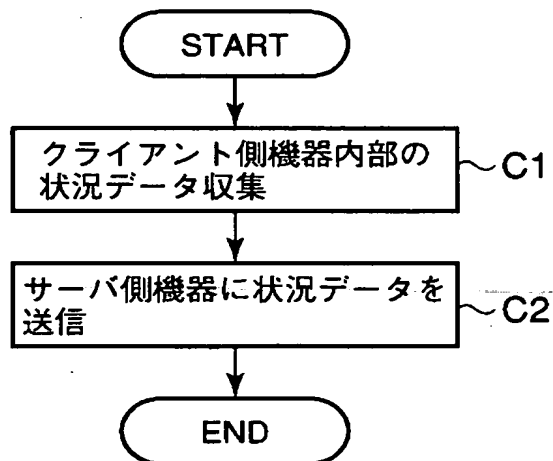 START
クライアント側機器内部の
状況データ収集
C1
サーバ側機器に状況データを
送信
C2
END